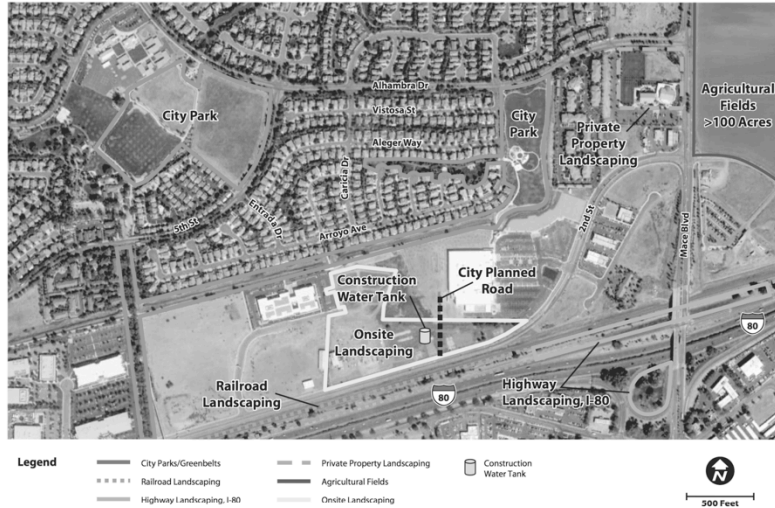 Alhambra Dr
City Park
Vistosa St
City
Park
Agricultural
Fields
>100 Acres
Private
Property
Landscaping
Alegre Way
Caricia Dr
5th St
Entrada Dr
Arroyo Ave
2nd St
Mace Blvd
Construction
Water Tank
City Planned
Road
Onsite
Landscaping
80
Railroad
Landscaping
80
Highway
Landscaping, I-80
Legend
City Parks/Greenbelts
Private Property Landscaping
Construction
Water Tank
Railroad Landscaping
Agricultural Fields
Highway Landscaping, I-80
Onsite Landscaping
N
500 Feet